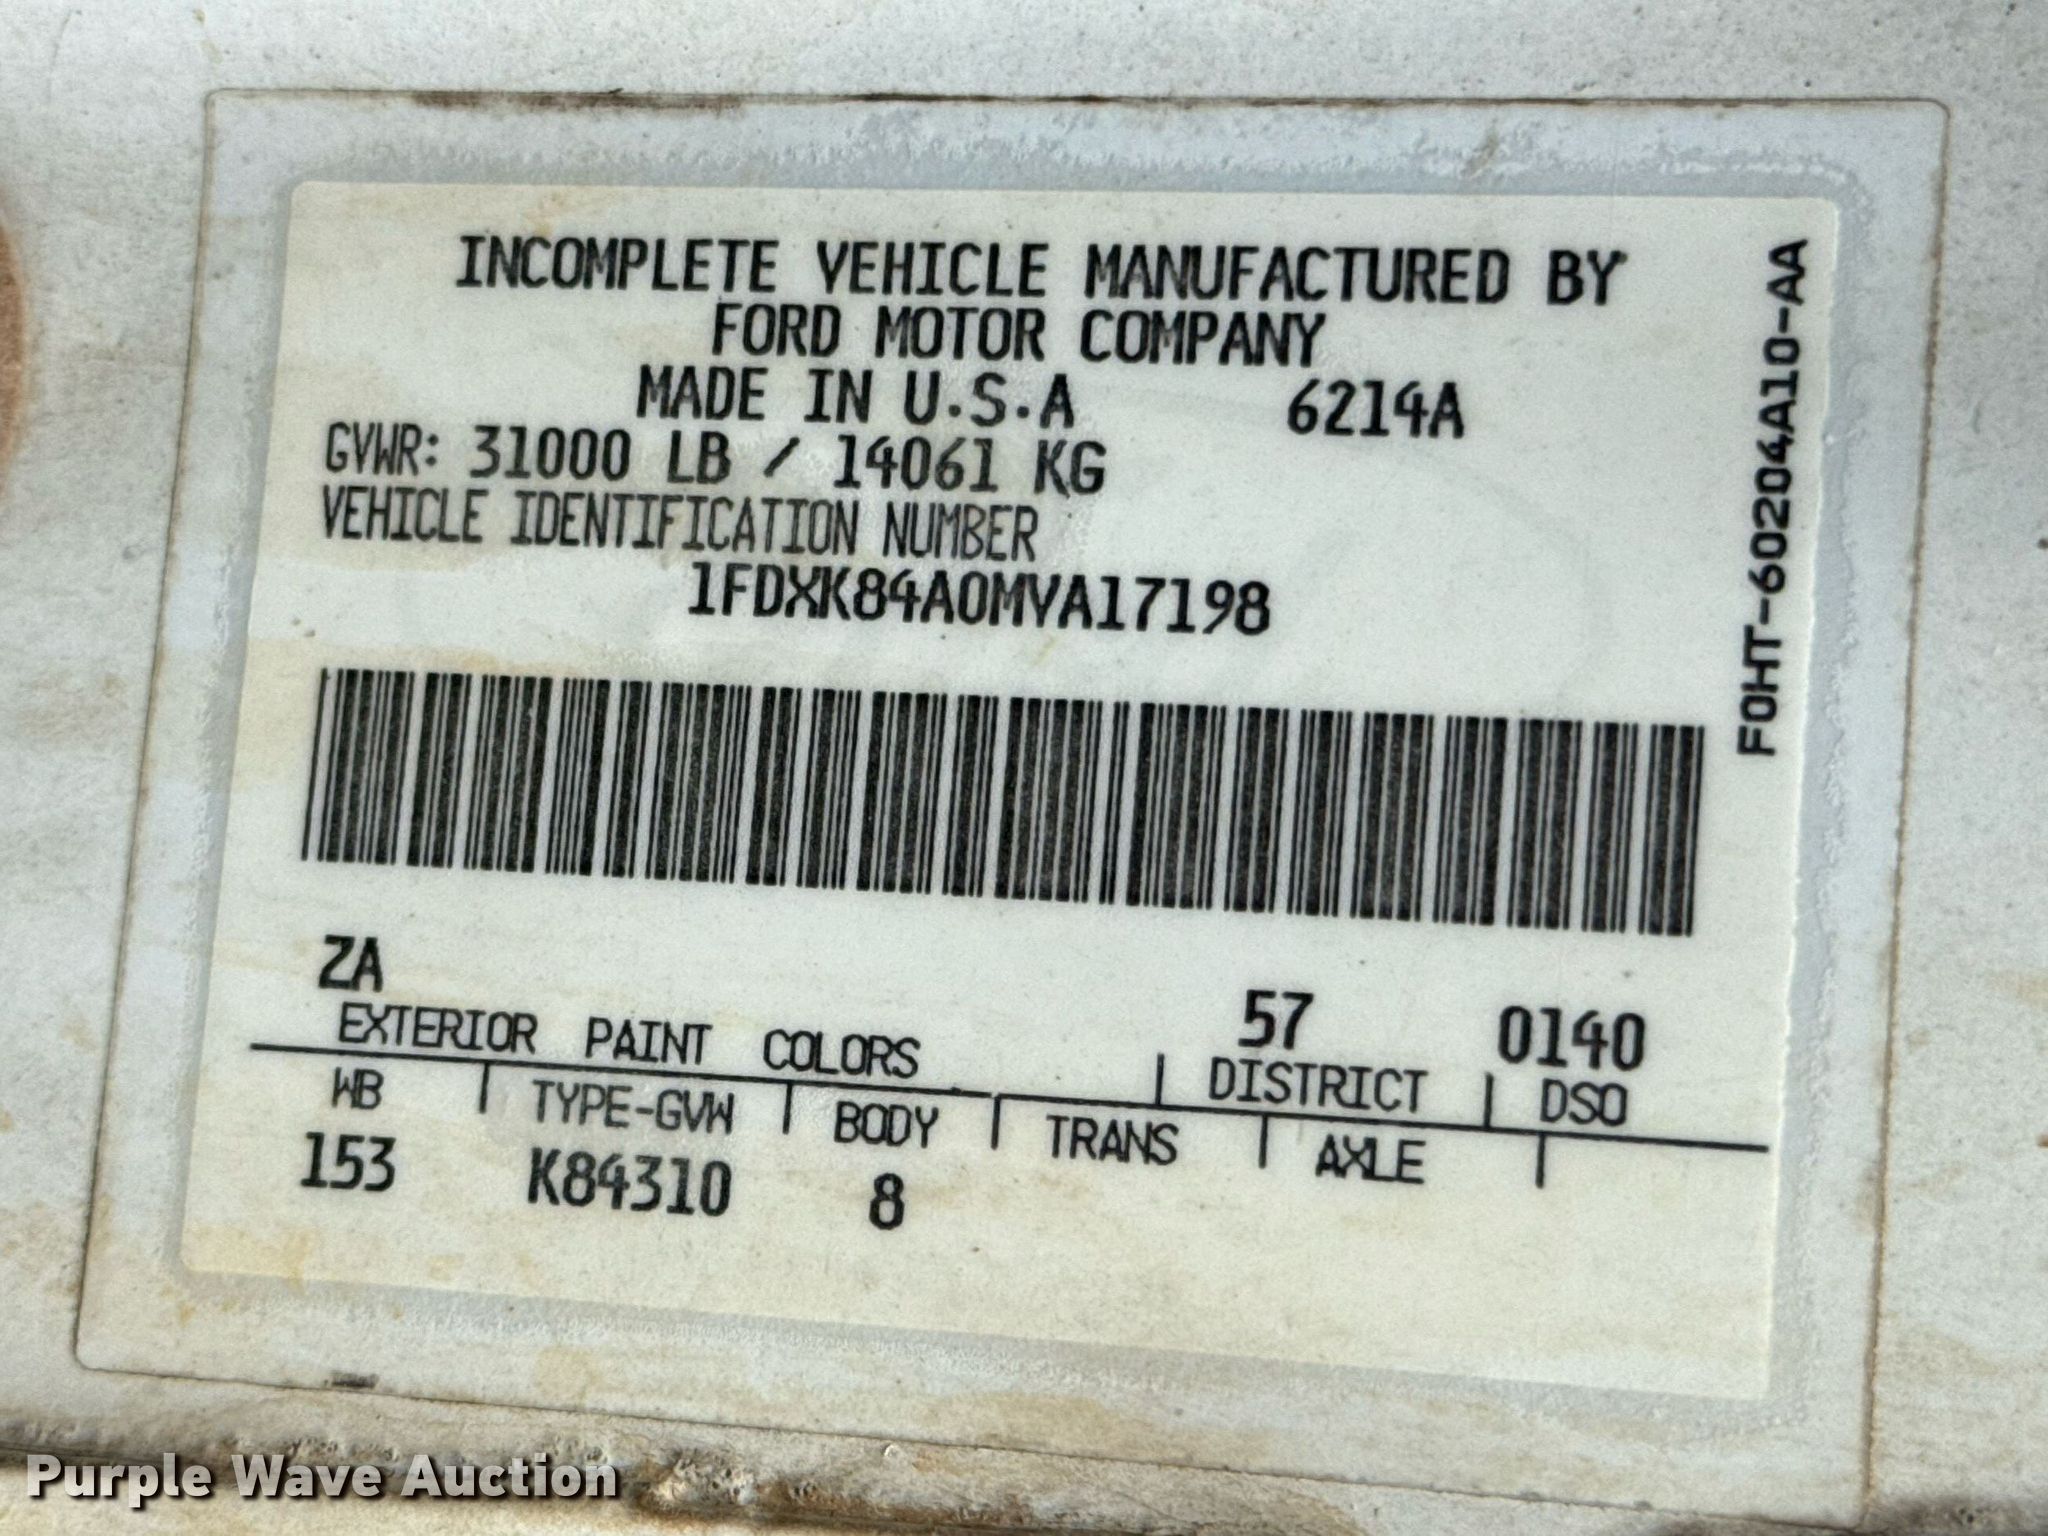 INCOMPLETE VEHICLE MANUFACTURED BY
FORD MOTOR COMPANY
MADE IN U.S.A 6214A
GVWR: 31000 LB / 14061 KG
VEHICLE IDENTIFICATION NUMBER
1FDXK84A0MVA17198
F0HT-60204A10-AA
ZA 57 0140
EXTERIOR PAINT COLORS DISTRICT DSO
WB TYPE-GVW BODY TRANS AXLE
153 K84310 8
Purple Wave Auction